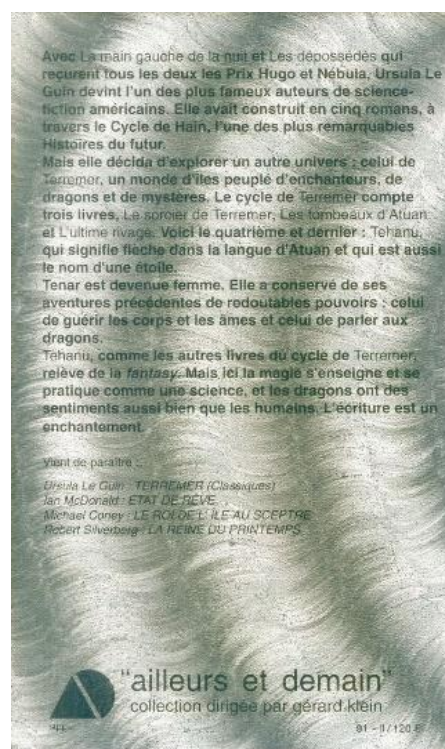 Avec La main gauche de la nuit et Les dépossédés qui
reçurent tous les deux les Prix Hugo et Nébula, Ursula Le
Guin devint l'un des plus fameux auteurs de science-
fiction américains. Elle avait construit en cinq romans, à
travers le Cycle de Hain, l'une des plus remarquables
Histoires du futur.
Mais elle décida d'explorer un autre univers : celui de
Terremer, un monde d'îles peuplé d'enchanteurs, de
dragons et de mystères. Le cycle de Terremer compte
trois livres, Le sorcier de Terremer, Les tombeaux d'Atuan
et L'ultime rivage. Voici le quatrième et dernier : Tehanu,
qui signifie flèche dans la langue d'Atuan et qui est aussi
le nom d'une étoile.
Tenar est devenue femme. Elle a conservé de ses
aventures précédentes de redoutables pouvoirs : celui
de guérir les corps et les âmes et celui de parler aux
dragons.
Tehanu, comme les autres livres du cycle de Terremer,
relève de la fantasy. Mais ici la magie s'enseigne et se
pratique comme une science, et les dragons ont des
sentiments aussi bien que les humains. L'écriture est un
enchantement.
Vient de paraître :
Ursula Le Guin : TERREMER (Classiques)
Ian McDonald : ETAT DE RÊVE
Michael Coney : LE ROI DE L'ÎLE AU SCEPTRE
Robert Silverberg : LA REINE DU PRINTEMPS
"ailleurs et demain"
collection dirigée par gérard klein
91 - II / 120 F